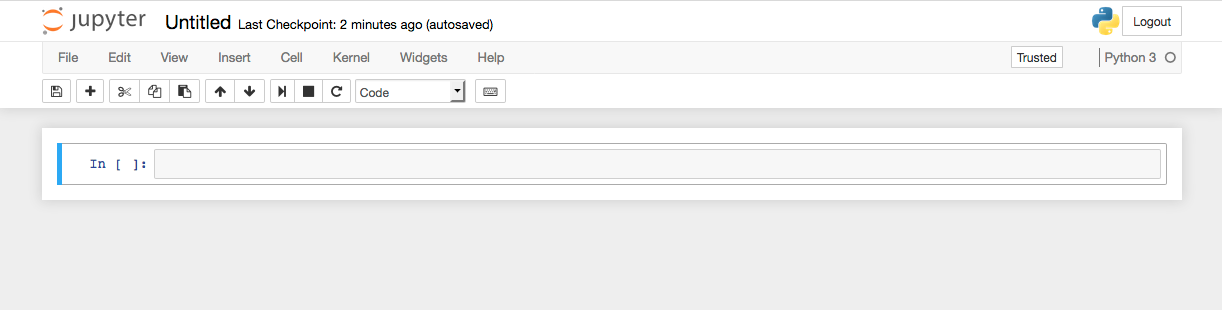 jupyter Untitled Last Checkpoint: 2 minutes ago (autosaved) Logout
File Edit View Insert Cell Kernel Widgets Help Trusted Python 3
Code
In [ ]: